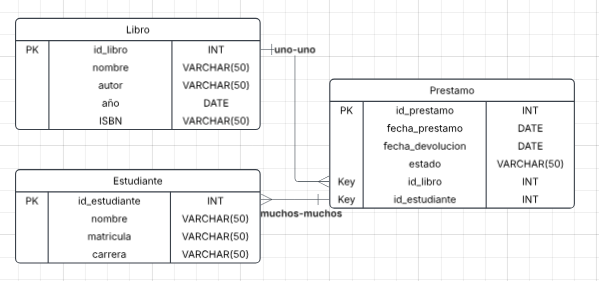 Libro
PK id_libro INT
nombre VARCHAR(50)
autor VARCHAR(50)
año DATE
ISBN VARCHAR(50)
uno-uno
Prestamo
PK id_prestamo INT
fecha_prestamo DATE
fecha_devolucion DATE
estado VARCHAR(50)
Key id_libro INT
Key id_estudiante INT
Estudiante
PK id_estudiante INT
nombre VARCHAR(50)
matricula VARCHAR(50)
carrera VARCHAR(50)
muchos-muchos